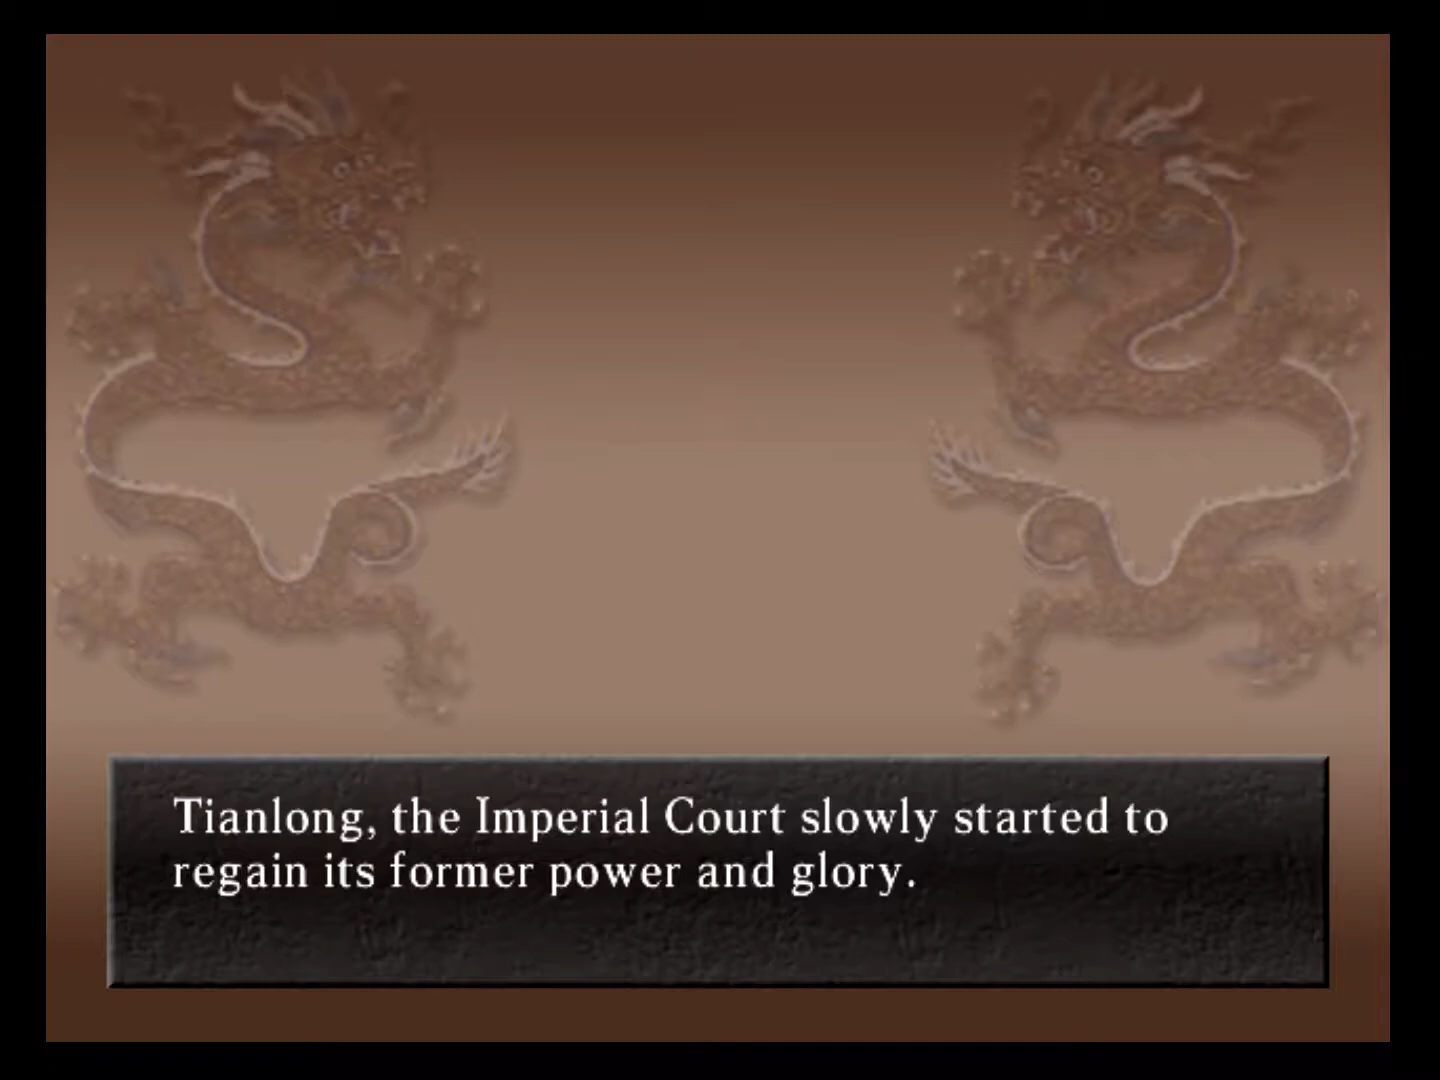 Tianlong, the Imperial Court slowly started to
regain its former power and glory.